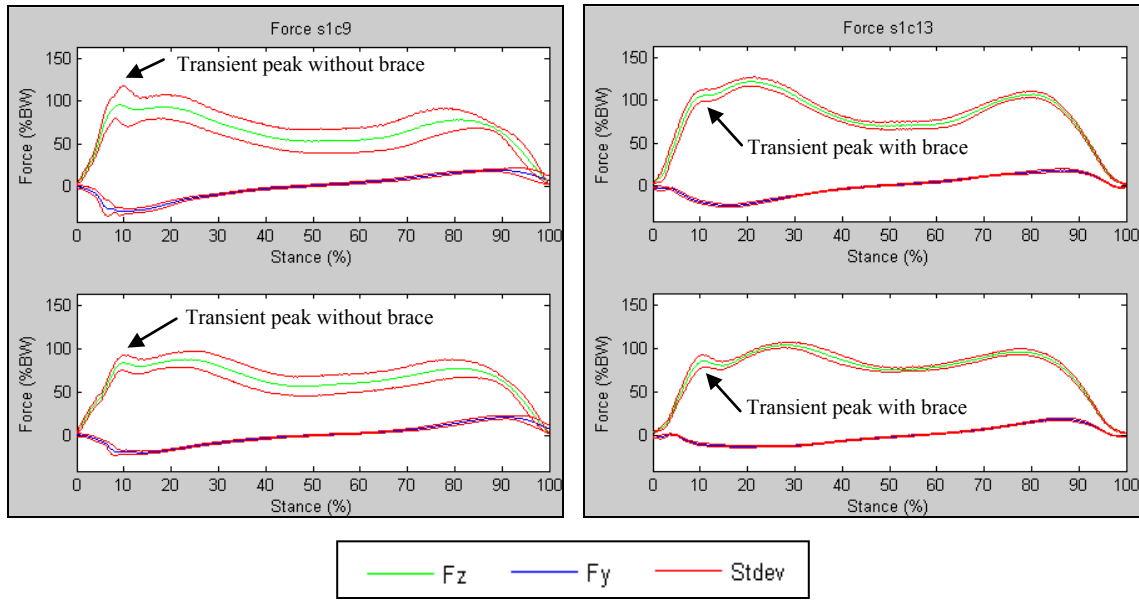 Force s1c9
Force (%BW)
150
100
50
0
Transient peak without brace
0 10 20 30 40 50 60 70 80 90 100
Stance (%)
Force (%BW)
150
100
50
0
Transient peak without brace
0 10 20 30 40 50 60 70 80 90 100
Stance (%)
Force s1c13
Force (%BW)
150
100
50
0
Transient peak with brace
0 10 20 30 40 50 60 70 80 90 100
Stance (%)
Force (%BW)
150
100
50
0
Transient peak with brace
0 10 20 30 40 50 60 70 80 90 100
Stance (%)
Fz Fy Stdev